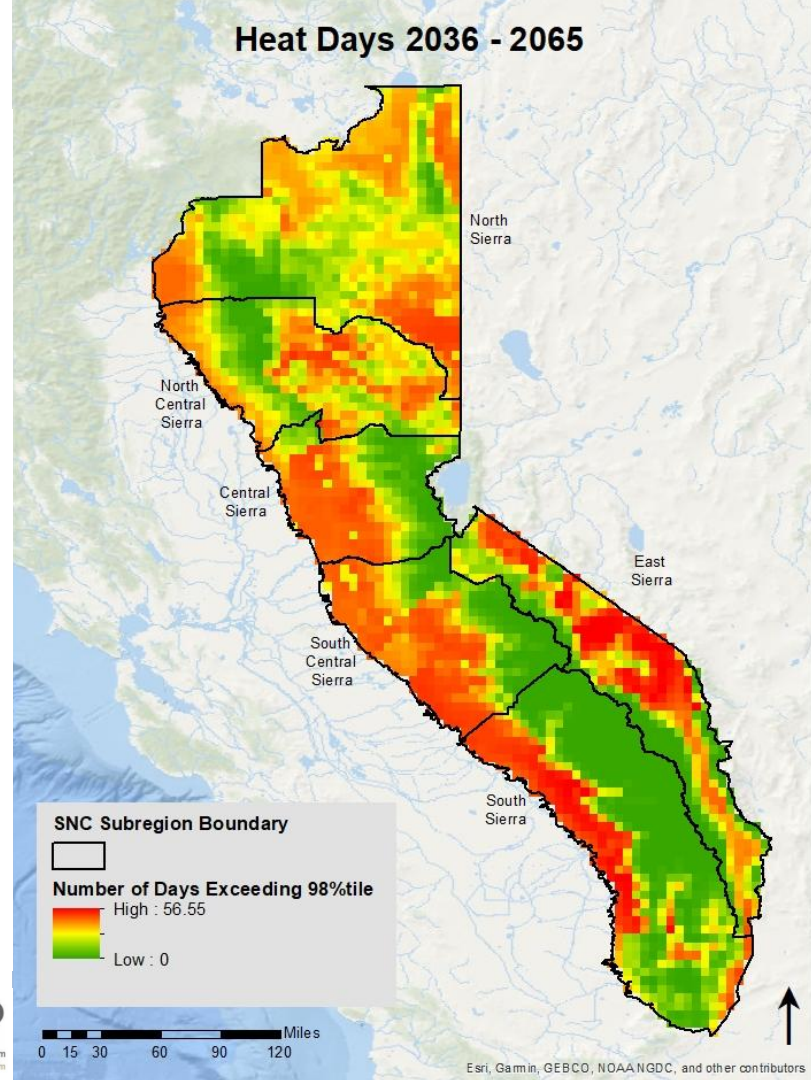 Heat Days 2036 - 2065
North
Sierra
North
Central
Sierra
Central
Sierra
East
Sierra
South
Central
Sierra
South
Sierra
SNC Subregion Boundary
Number of Days Exceeding 98%tile
High : 56.55
Low : 0
Miles
0 15 30 60 90 120
Esri, Garmin, GEBCO, NOAA NGDC, and other contributors